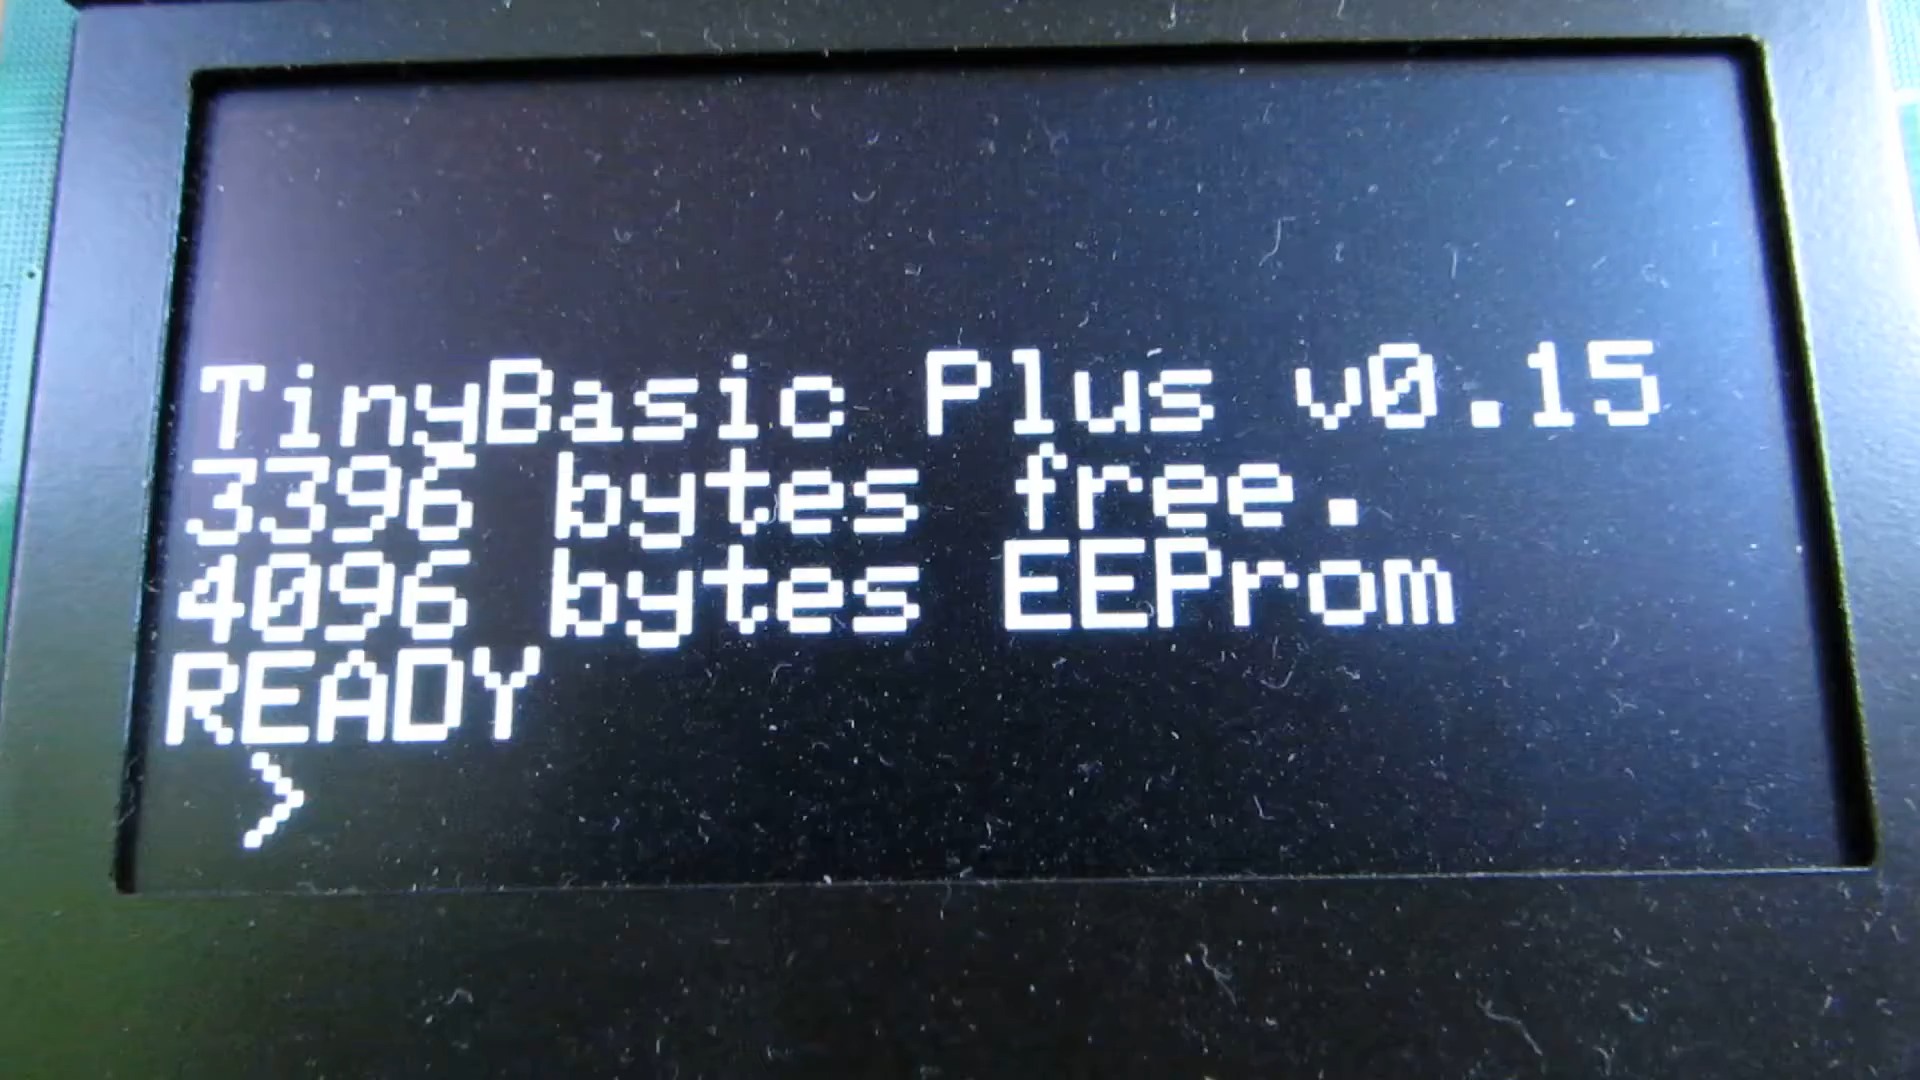 TinyBasic Plus v0.15
3396 bytes free.
4096 bytes EEProm
READY
>